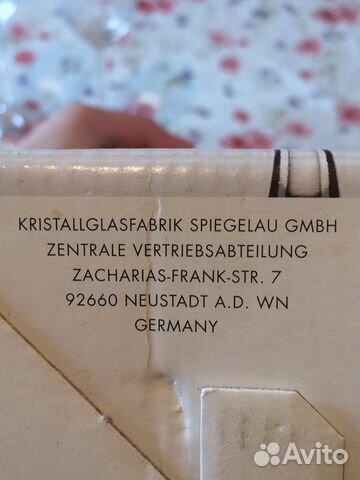 KRISTALLGLASFABRIK SPIEGELAU GMBH
ZENTRALE VERTRIEBSABTEILUNG
ZACHARIAS-FRANK-STR. 7
92660 NEUSTADT A.D. WN
GERMANY
Avito